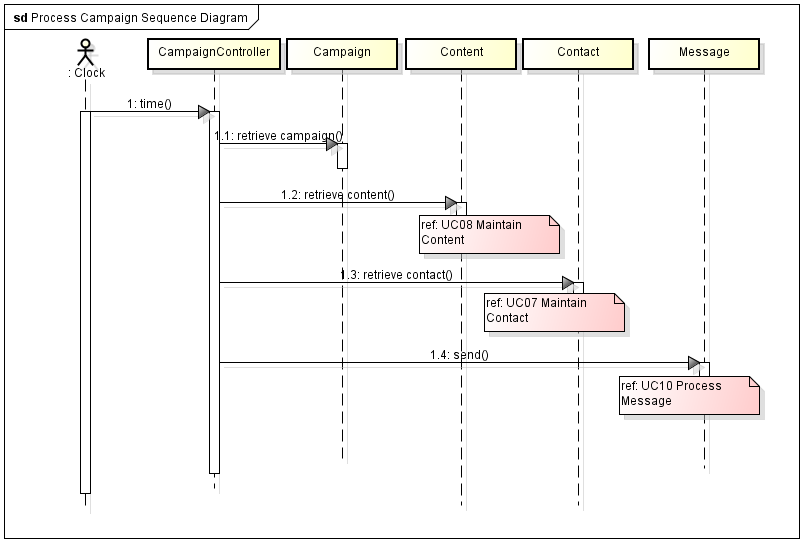 sd Process Campaign Sequence Diagram
: Clock
CampaignController
Campaign
Content
Contact
Message
1: time()
1.1: retrieve campaign()
1.2: retrieve content()
ref: UC08 Maintain
Content
1.3: retrieve contact()
ref: UC07 Maintain
Contact
1.4: send()
ref: UC10 Process
Message